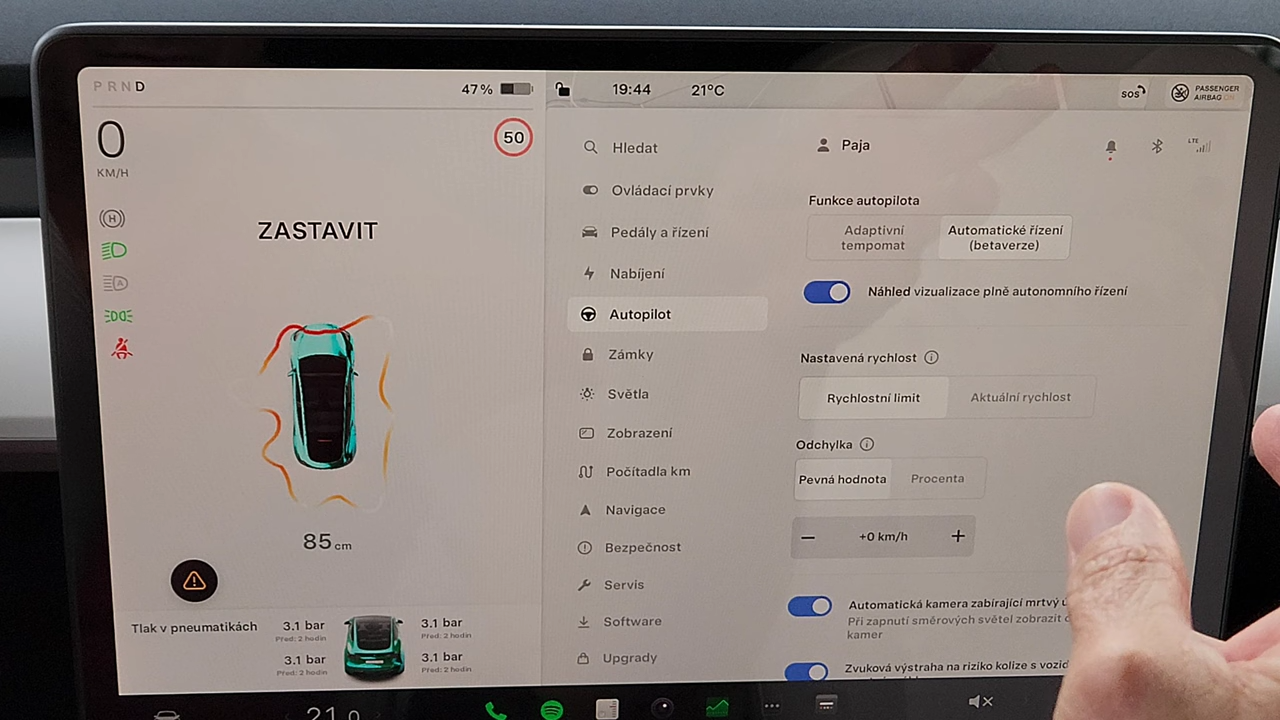 PRND
47 %
19:44
21°C
SOS
PASSENGER
AIRBAG ON
0
KM/H
50
ZASTAVIT
85 cm
Tlak v pneumatikách
3.1 bar
Před: 2 hodin
3.1 bar
Před: 2 hodin
3.1 bar
Před: 2 hodin
3.1 bar
Před: 2 hodin
Hledat
Ovládací prvky
Pedály a řízení
Nabíjení
Autopilot
Zámky
Světla
Zobrazení
Počítadla km
Navigace
Bezpečnost
Servis
Software
Upgrady
Paja
LTE
Funkce autopilota
Adaptivní
tempomat
Automatické řízení
(betaverze)
Náhled vizualizace plně autonomního řízení
Nastavená rychlost
Rychlostní limit
Aktuální rychlost
Odchylka
Pevná hodnota
Procenta
+0 km/h
Automatická kamera zabírající mrtvý
Při zapnutí směrových světel zobrazit
kamer
Zvuková výstraha na riziko kolize s
21.0